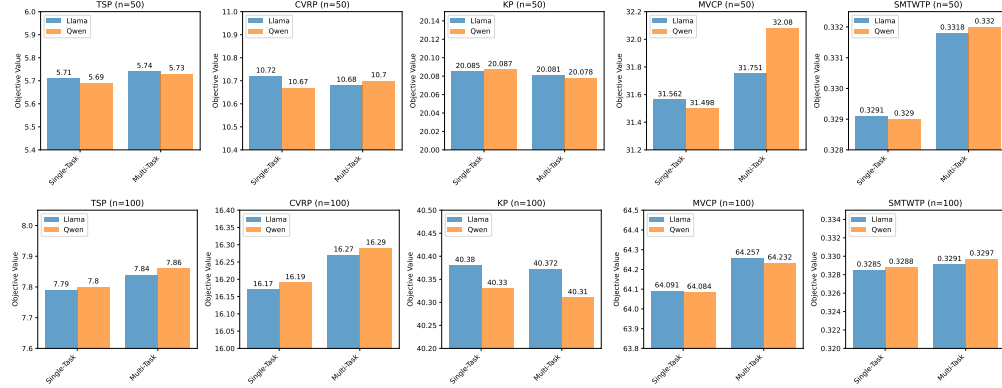 TSP (n=50)
Objective Value
6.0
5.9
5.8
5.7
5.6
5.5
5.4
Llama
Qwen
5.71
5.69
5.74
5.73
Single-Task
Multi-Task
CVRP (n=50)
Objective Value
11.0
10.9
10.8
10.7
10.6
10.5
10.4
Llama
Qwen
10.72
10.67
10.68
10.7
Single-Task
Multi-Task
KP (n=50)
Objective Value
20.14
20.12
20.10
20.08
20.06
20.04
20.02
20.00
Llama
Qwen
20.085
20.087
20.081
20.078
Single-Task
Multi-Task
MVCP (n=50)
Objective Value
32.2
32.0
31.8
31.6
31.4
31.2
Llama
Qwen
31.562
31.498
31.751
32.08
Single-Task
Multi-Task
SMTWTP (n=50)
Objective Value
0.332
0.331
0.330
0.329
0.328
Llama
Qwen
0.3291
0.329
0.3318
0.332
Single-Task
Multi-Task
TSP (n=100)
Objective Value
8.0
7.9
7.8
7.7
7.6
Llama
Qwen
7.79
7.8
7.84
7.86
Single-Task
Multi-Task
CVRP (n=100)
Objective Value
16.40
16.35
16.30
16.25
16.20
16.15
16.10
16.05
16.00
Llama
Qwen
16.17
16.19
16.27
16.29
Single-Task
Multi-Task
KP (n=100)
Objective Value
40.50
40.45
40.40
40.35
40.30
40.25
40.20
Llama
Qwen
40.38
40.33
40.372
40.31
Single-Task
Multi-Task
MVCP (n=100)
Objective Value
64.5
64.4
64.3
64.2
64.1
64.0
63.9
63.8
Llama
Qwen
64.091
64.084
64.257
64.232
Single-Task
Multi-Task
SMTWTP (n=100)
Objective Value
0.334
0.332
0.330
0.328
0.326
0.324
0.322
0.320
Llama
Qwen
0.3285
0.3288
0.3291
0.3297
Single-Task
Multi-Task